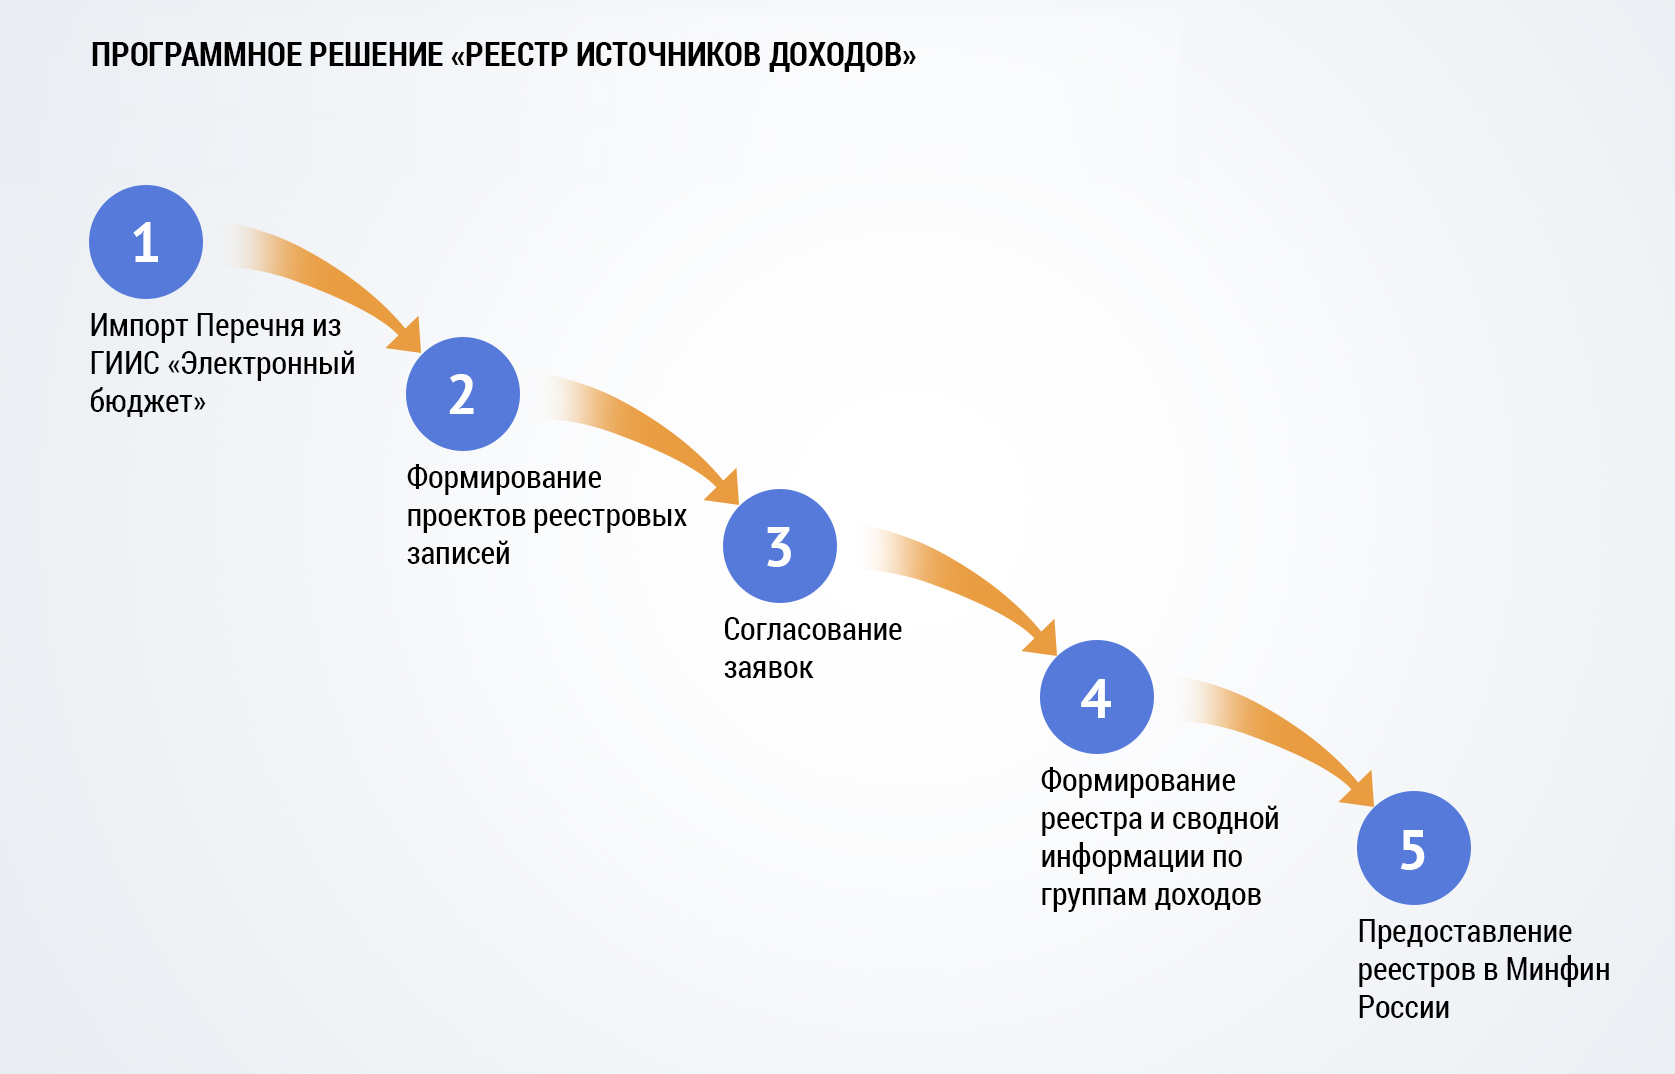 ПРОГРАММНОЕ РЕШЕНИЕ «РЕЕСТР ИСТОЧНИКОВ ДОХОДОВ»
1
Импорт Перечня из
ГИИС «Электронный
бюджет»
2
Формирование
проектов реестровых
записей
3
Согласование
заявок
4
Формирование
реестра и сводной
информации по
группам доходов
5
Предоставление
реестров в Минфин
России